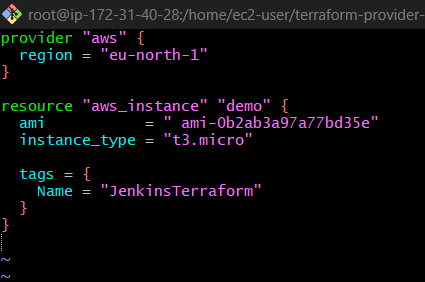 root@ip-172-31-40-28:/home/ec2-user/terraform-provider-
provider "aws" {
  region = "eu-north-1"
}

resource "aws_instance" "demo" {
  ami           = " ami-0b2ab3a97a77bd35e"
  instance_type = "t3.micro"

  tags = {
    Name = "JenkinsTerraform"
  }
}
~
~